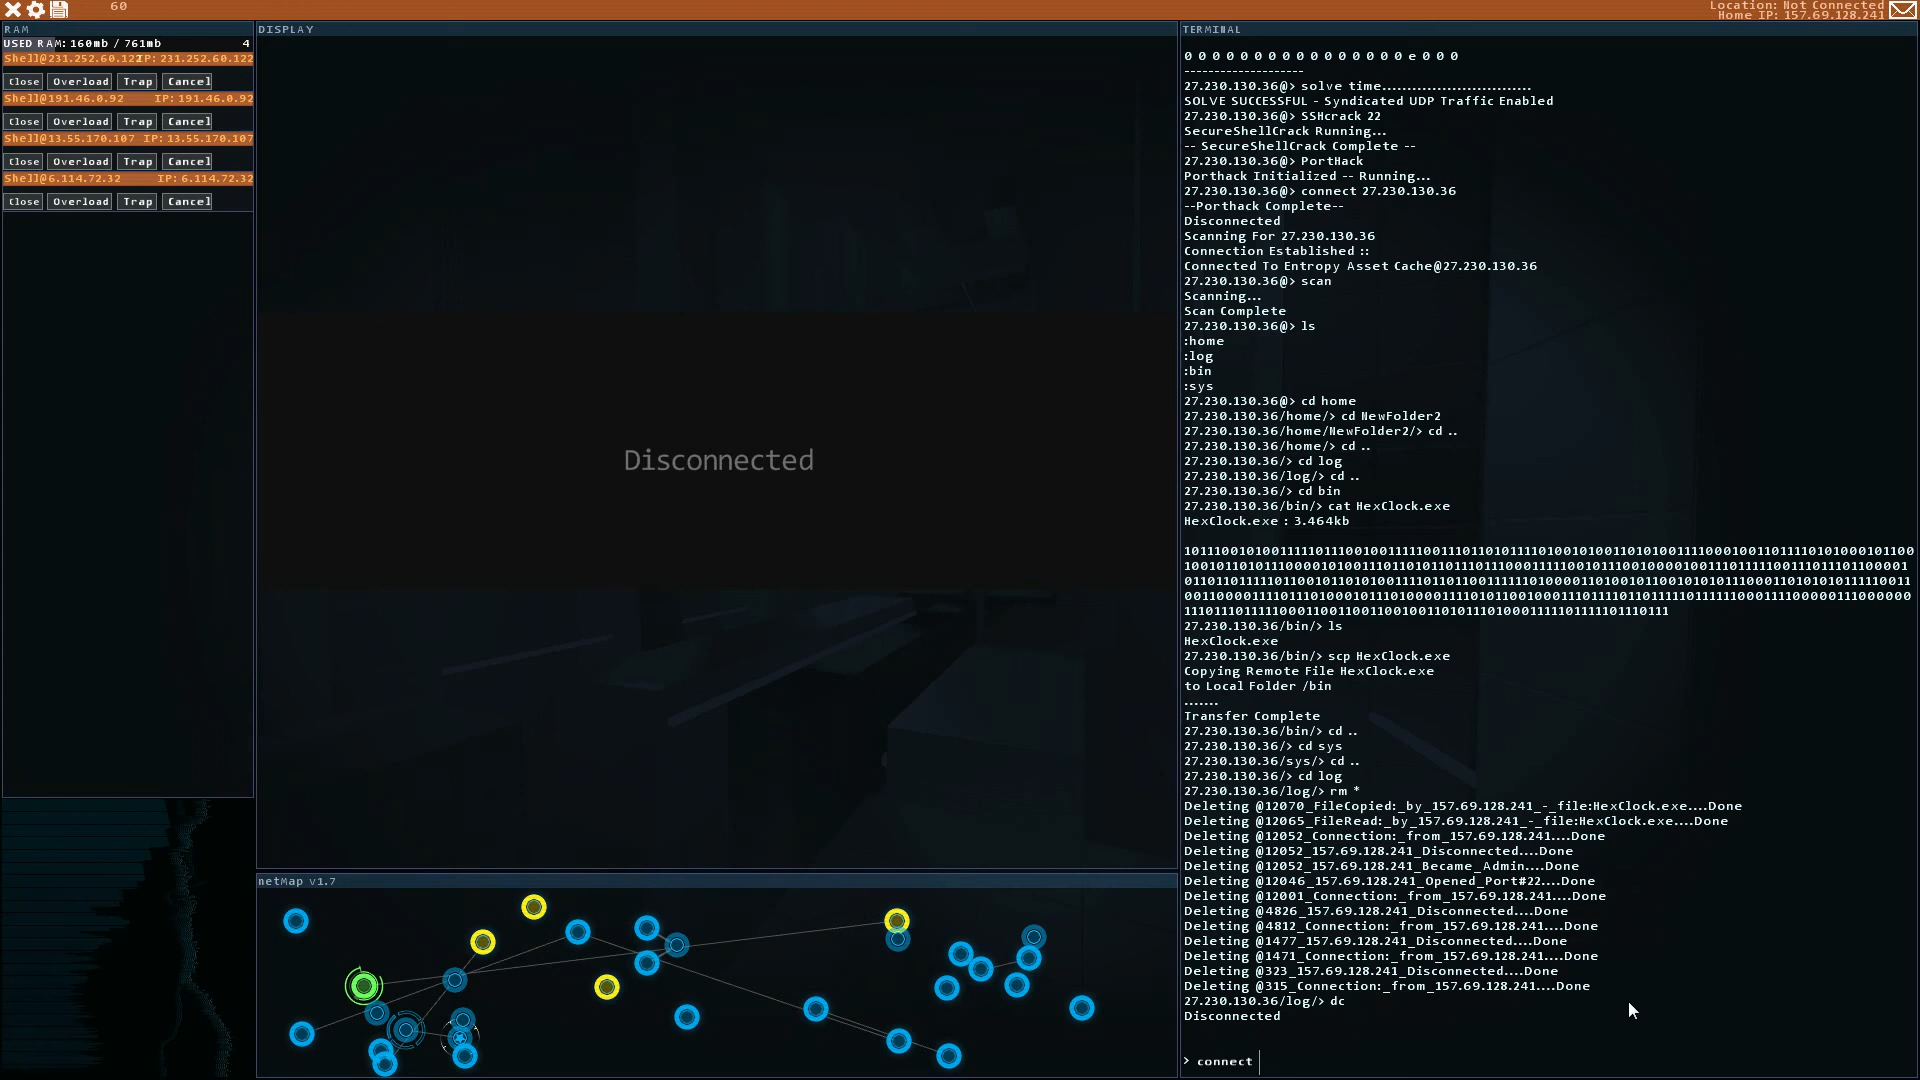 60
Location: Not Connected
Home IP: 157.69.128.241
RAM
USED RAM: 160mb / 761mb 4
Shell@231.252.60.122 IP: 231.252.60.122
Close Overload Trap Cancel
Shell@191.46.0.92 IP: 191.46.0.92
Close Overload Trap Cancel
Shell@13.55.170.107 IP: 13.55.170.107
Close Overload Trap Cancel
Shell@6.114.72.32 IP: 6.114.72.32
Close Overload Trap Cancel
DISPLAY
Disconnected
netMap v1.7
TERMINAL
0 0 0 0 0 0 0 0 0 0 0 0 0 0 0 0 e 0 0 0
--------------------
27.230.130.36@> solve time..............................
SOLVE SUCCESSFUL - Syndicated UDP Traffic Enabled
27.230.130.36@> SSHcrack 22
SecureShellCrack Running...
-- SecureShellCrack Complete --
27.230.130.36@> PortHack
Porthack Initialized -- Running...
27.230.130.36@> connect 27.230.130.36
--Porthack Complete--
Disconnected
Scanning For 27.230.130.36
Connection Established ::
Connected To Entropy Asset Cache@27.230.130.36
27.230.130.36@> scan
Scanning...
Scan Complete
27.230.130.36@> ls
:home
:log
:bin
:sys
27.230.130.36@> cd home
27.230.130.36/home/> cd NewFolder2
27.230.130.36/home/NewFolder2/> cd ..
27.230.130.36/home/> cd ..
27.230.130.36/> cd log
27.230.130.36/log/> cd ..
27.230.130.36/> cd bin
27.230.130.36/bin/> cat HexClock.exe
HexClock.exe : 3.464kb
27.230.130.36/bin/> ls
HexClock.exe
27.230.130.36/bin/> scp HexClock.exe
Copying Remote File HexClock.exe
to Local Folder /bin
.......
Transfer Complete
27.230.130.36/bin/> cd ..
27.230.130.36/> cd sys
27.230.130.36/sys/> cd ..
27.230.130.36/> cd log
27.230.130.36/log/> rm *
Deleting @12070_FileCopied:_by_157.69.128.241_-_file:HexClock.exe....Done
Deleting @12065_FileRead:_by_157.69.128.241_-_file:HexClock.exe....Done
Deleting @12052_Connection:_from_157.69.128.241....Done
Deleting @12052_157.69.128.241_Disconnected....Done
Deleting @12052_157.69.128.241_Became_Admin....Done
Deleting @12046_157.69.128.241_Opened_Port#22....Done
Deleting @12001_Connection:_from_157.69.128.241....Done
Deleting @4826_157.69.128.241_Disconnected....Done
Deleting @4812_Connection:_from_157.69.128.241....Done
Deleting @1477_157.69.128.241_Disconnected....Done
Deleting @1471_Connection:_from_157.69.128.241....Done
Deleting @323_157.69.128.241_Disconnected....Done
Deleting @315_Connection:_from_157.69.128.241....Done
27.230.130.36/log/> dc
Disconnected
> connect